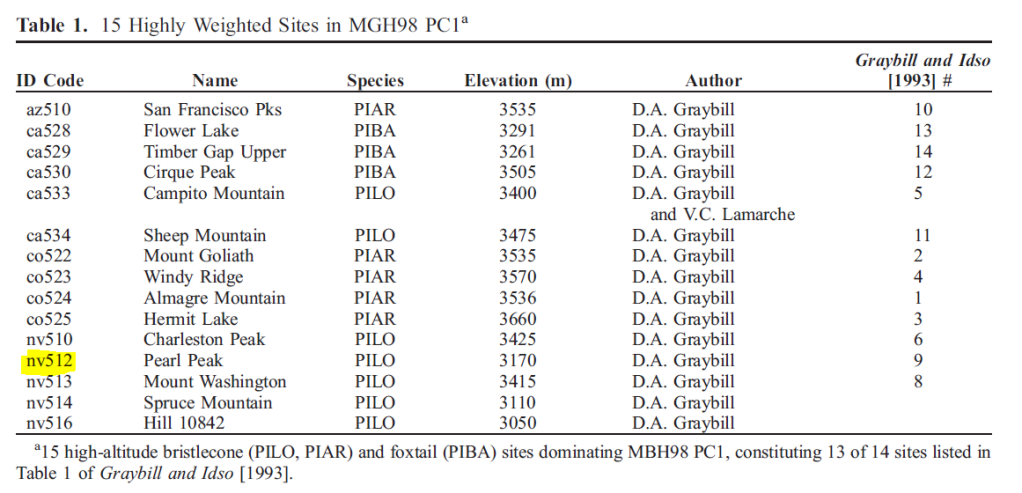 Table 1. 15 Highly Weighted Sites in MGH98 PC1a
Graybill and Idso
ID Code Name Species Elevation (m) Author [1993] #
az510 San Francisco Pks PIAR 3535 D.A. Graybill 10
ca528 Flower Lake PIBA 3291 D.A. Graybill 13
ca529 Timber Gap Upper PIBA 3261 D.A. Graybill 14
ca530 Cirque Peak PIBA 3505 D.A. Graybill 12
ca533 Campito Mountain PILO 3400 D.A. Graybill 5
and V.C. Lamarche
ca534 Sheep Mountain PILO 3475 D.A. Graybill 11
co522 Mount Goliath PIAR 3535 D.A. Graybill 2
co523 Windy Ridge PIAR 3570 D.A. Graybill 4
co524 Almagre Mountain PIAR 3536 D.A. Graybill 1
co525 Hermit Lake PIAR 3660 D.A. Graybill 3
nv510 Charleston Peak PILO 3425 D.A. Graybill 6
nv512 Pearl Peak PILO 3170 D.A. Graybill 9
nv513 Mount Washington PILO 3415 D.A. Graybill 8
nv514 Spruce Mountain PILO 3110 D.A. Graybill
nv516 Hill 10842 PILO 3050 D.A. Graybill
a15 high-altitude bristlecone (PILO, PIAR) and foxtail (PIBA) sites dominating MBH98 PC1, constituting 13 of 14 sites listed in
Table 1 of Graybill and Idso [1993].